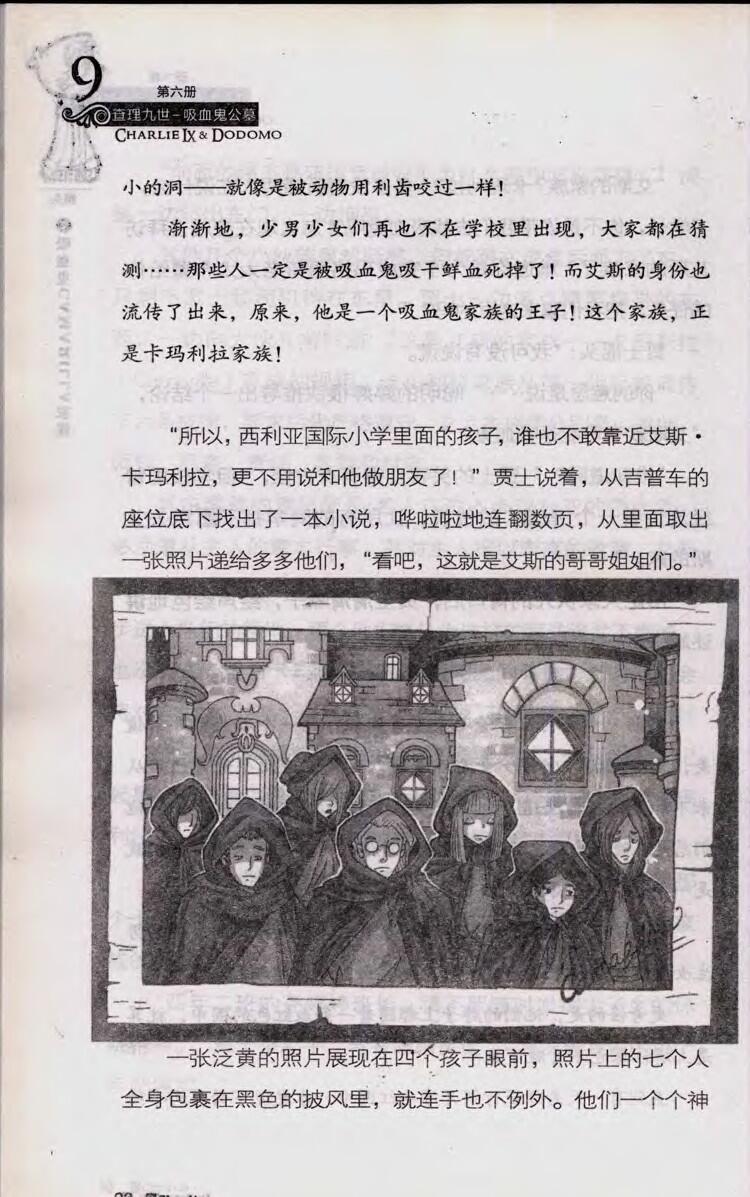 9
第六册
查理九世-吸血鬼公墓
CHARLIE IX & DODOMO
小的洞——就像是被动物用利齿咬过一样！
渐渐地，少男少女们再也不在学校里出现，大家都在猜
测……那些人一定是被吸血鬼吸干鲜血死掉了！而艾斯的身份也
流传了出来，原来，他是一个吸血鬼家族的王子！这个家族，正
是卡玛利拉家族！
“所以，西利亚国际小学里面的孩子，谁也不敢靠近艾斯·
卡玛利拉，更不用说和他做朋友了！”贾士说着，从吉普车的
座位底下找出了一本小说，哗啦啦地连翻数页，从里面取出
一张照片递给多多他们，“看吧，这就是艾斯的哥哥姐姐们。”
一张泛黄的照片展现在四个孩子眼前，照片上的七个人
全身包裹在黑色的披风里，就连手也不例外。他们一个个神